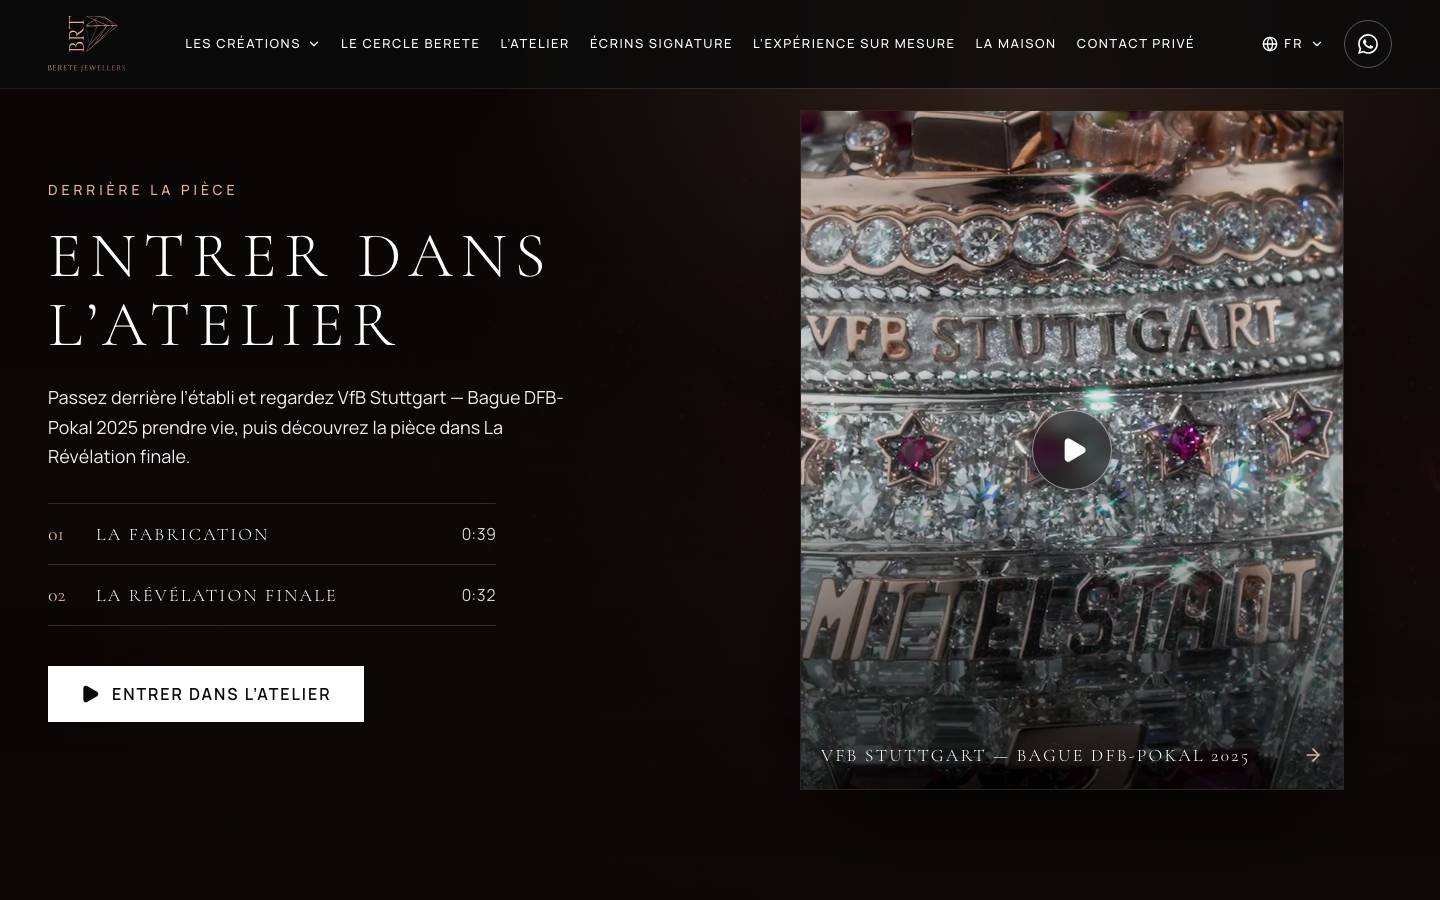 BRT
BERETE JEWELLERS
LES CRÉATIONS
LE CERCLE BERETE
L'ATELIER
ÉCRINS SIGNATURE
L'EXPÉRIENCE SUR MESURE
LA MAISON
CONTACT PRIVÉ
FR
DERRIÈRE LA PIÈCE
ENTRER DANS
L’ATELIER
Passez derrière l’établi et regardez VfB Stuttgart — Bague DFB-
Pokal 2025 prendre vie, puis découvrez la pièce dans La
Révélation finale.
01 LA FABRICATION 0:39
02 LA RÉVÉLATION FINALE 0:32
ENTRER DANS L’ATELIER
VFB STUTTGART
MITTELSTADT
VFB STUTTGART — BAGUE DFB-POKAL 2025